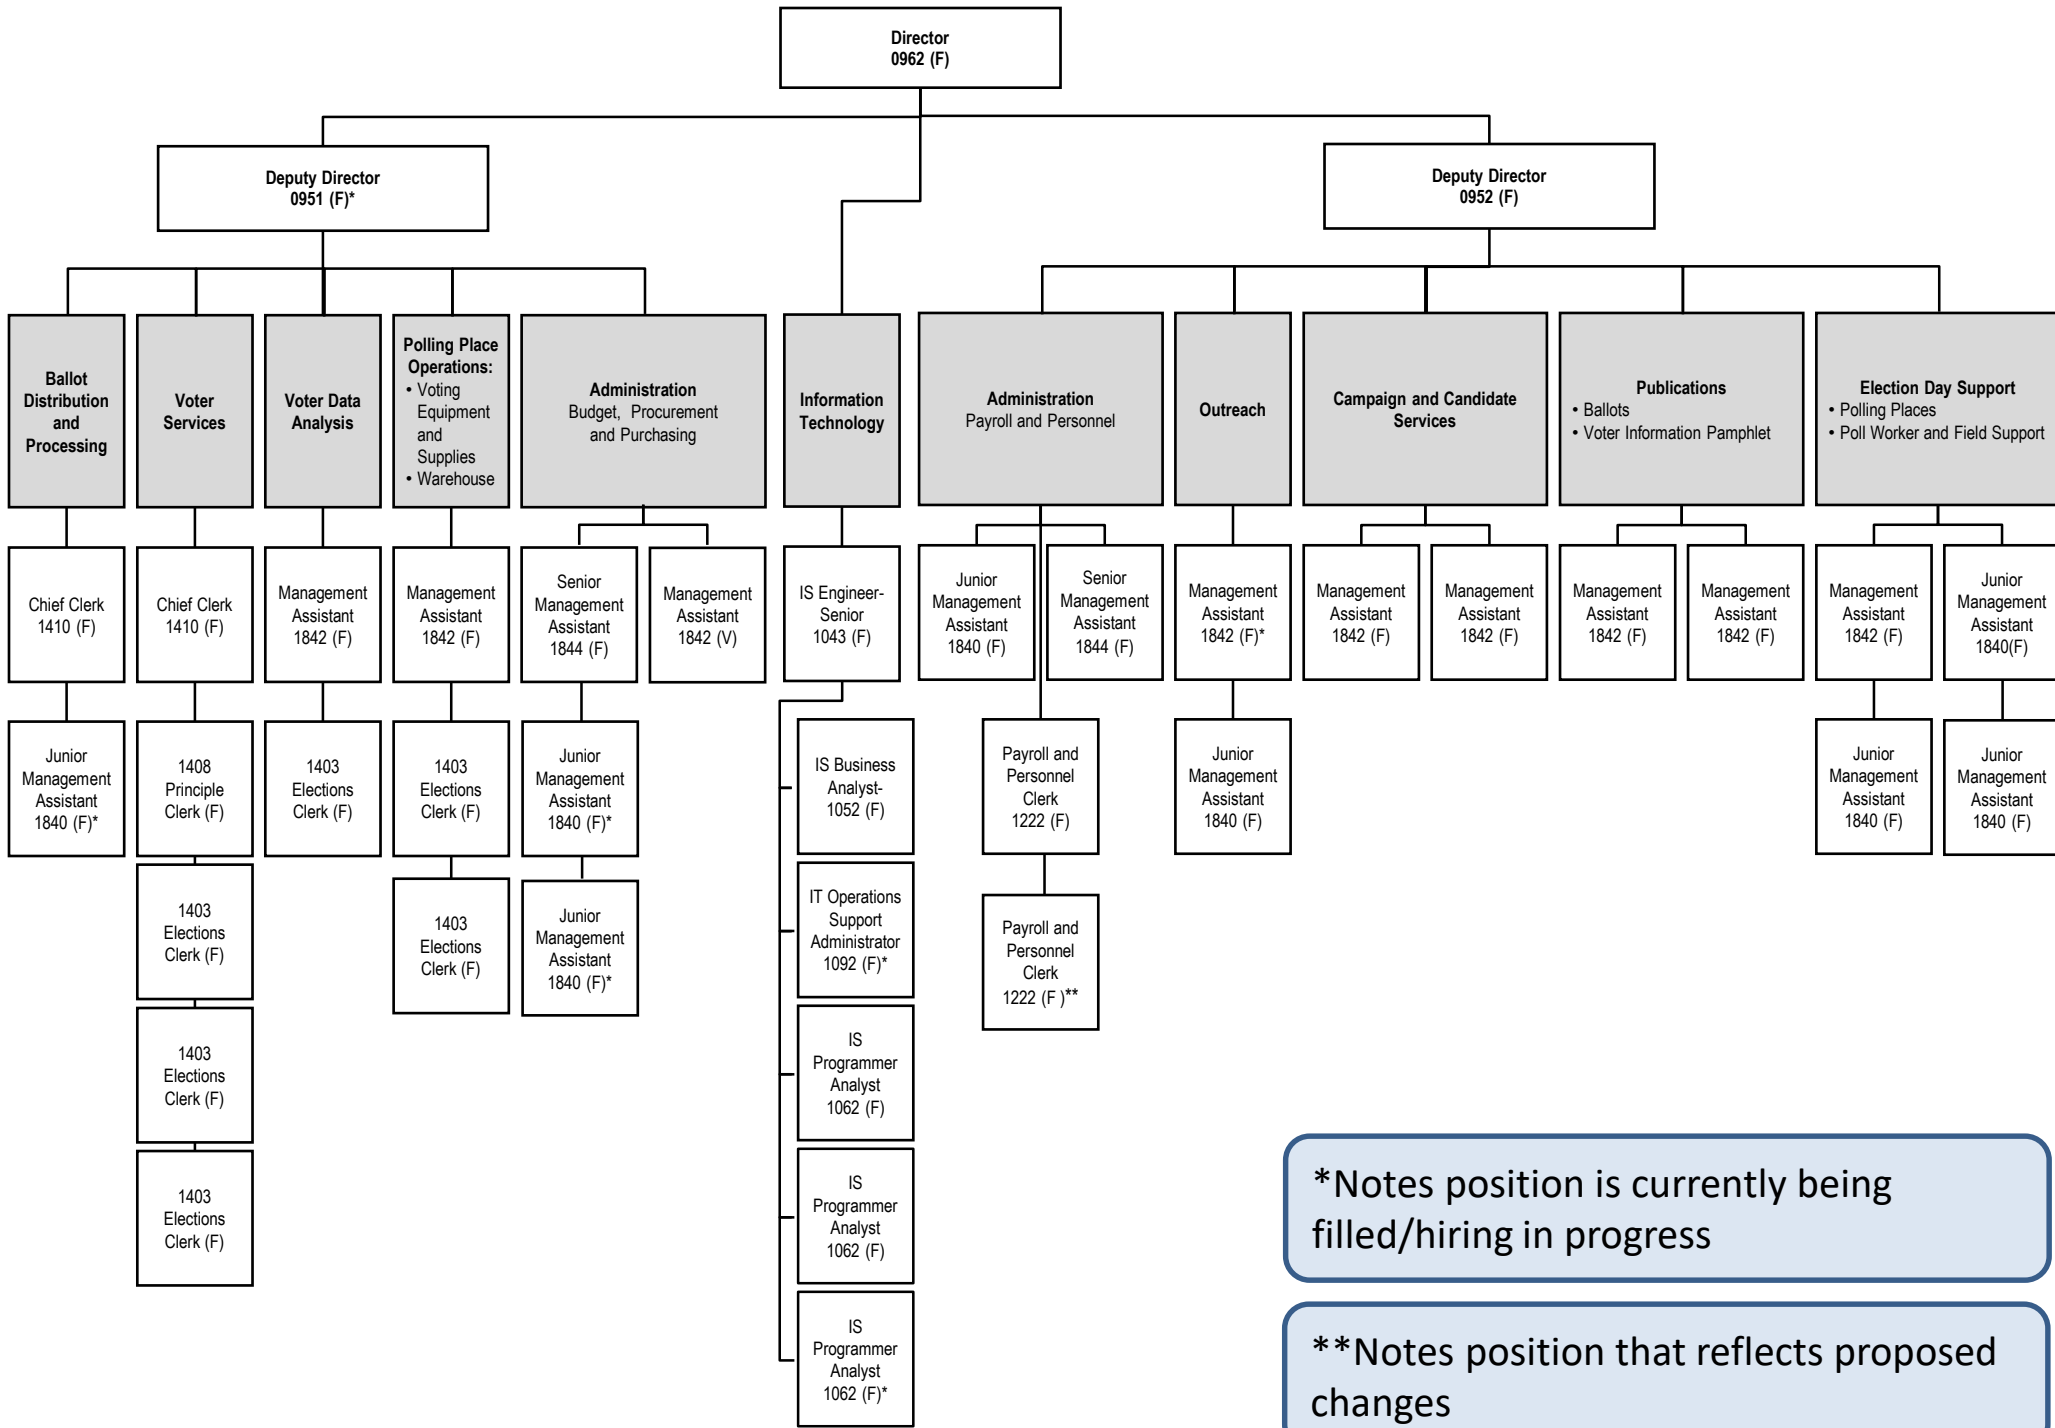 Director
0962 (F)
Deputy Director
0951 (F)*
Deputy Director
0952 (F)
Ballot
Distribution
and
Processing
Voter
Services
Voter Data
Analysis
Polling Place
Operations:
• Voting
Equipment
and
Supplies
• Warehouse
Administration
Budget, Procurement
and Purchasing
Information
Technology
Administration
Payroll and Personnel
Outreach
Campaign and Candidate
Services
Publications
• Ballots
• Voter Information Pamphlet
Election Day Support
• Polling Places
• Poll Worker and Field Support
Chief Clerk
1410 (F)
Chief Clerk
1410 (F)
Management
Assistant
1842 (F)
Management
Assistant
1842 (F)
Senior
Management
Assistant
1844 (F)
Management
Assistant
1842 (V)
IS Engineer-
Senior
1043 (F)
Junior
Management
Assistant
1840 (F)
Senior
Management
Assistant
1844 (F)
Management
Assistant
1842 (F)*
Management
Assistant
1842 (F)
Management
Assistant
1842 (F)
Management
Assistant
1842 (F)
Management
Assistant
1842 (F)
Management
Assistant
1842 (F)
Junior
Management
Assistant
1840(F)
Junior
Management
Assistant
1840 (F)*
1408
Principle
Clerk (F)
1403
Elections
Clerk (F)
1403
Elections
Clerk (F)
Junior
Management
Assistant
1840 (F)*
IS Business
Analyst-
1052 (F)
Payroll and
Personnel
Clerk
1222 (F)
Junior
Management
Assistant
1840 (F)
Junior
Management
Assistant
1840 (F)
Junior
Management
Assistant
1840 (F)
1403
Elections
Clerk (F)
1403
Elections
Clerk (F)
Junior
Management
Assistant
1840 (F)*
IT Operations
Support
Administrator
1092 (F)*
Payroll and
Personnel
Clerk
1222 (F )**
1403
Elections
Clerk (F)
IS
Programmer
Analyst
1062 (F)
1403
Elections
Clerk (F)
IS
Programmer
Analyst
1062 (F)
IS
Programmer
Analyst
1062 (F)*
*Notes position is currently being
filled/hiring in progress
**Notes position that reflects proposed
changes